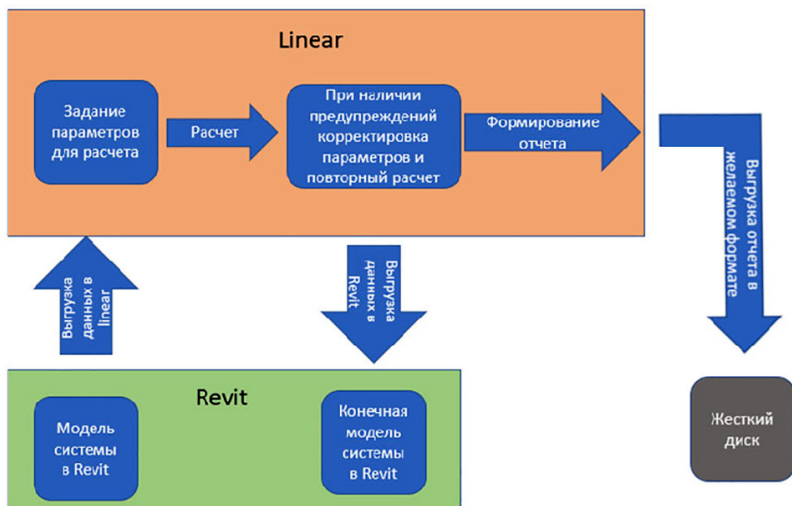 Linear
Задание
параметров
для расчета
Расчет
При наличии
предупреждений
корректировка
параметров и
повторный расчет
Формирование
отчета
Выгрузка отчета в
желаемом формате
Выгрузка
данных в
linear
Выгрузка
данных в
Revit
Revit
Модель
системы
в Revit
Конечная
модель
системы
в Revit
Жесткий
диск